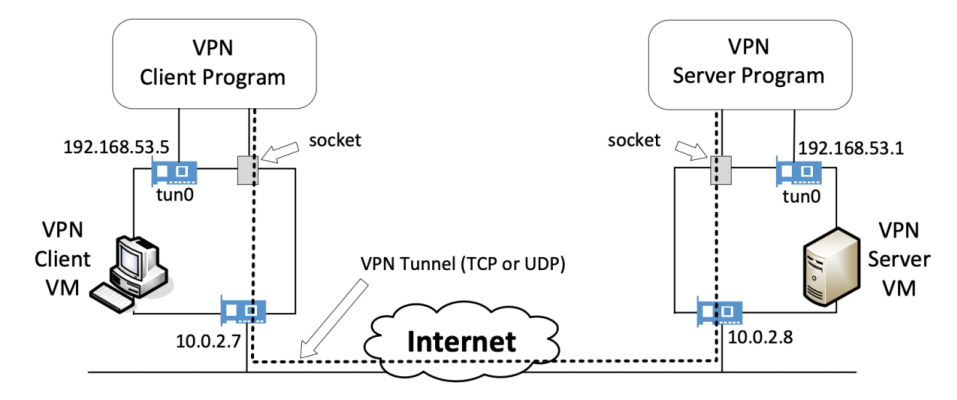 VPN
Client Program
VPN
Server Program
192.168.53.5
socket
socket
192.168.53.1
tun0
tun0
VPN
Client
VM
VPN
Server
VM
VPN Tunnel (TCP or UDP)
10.0.2.7
Internet
10.0.2.8